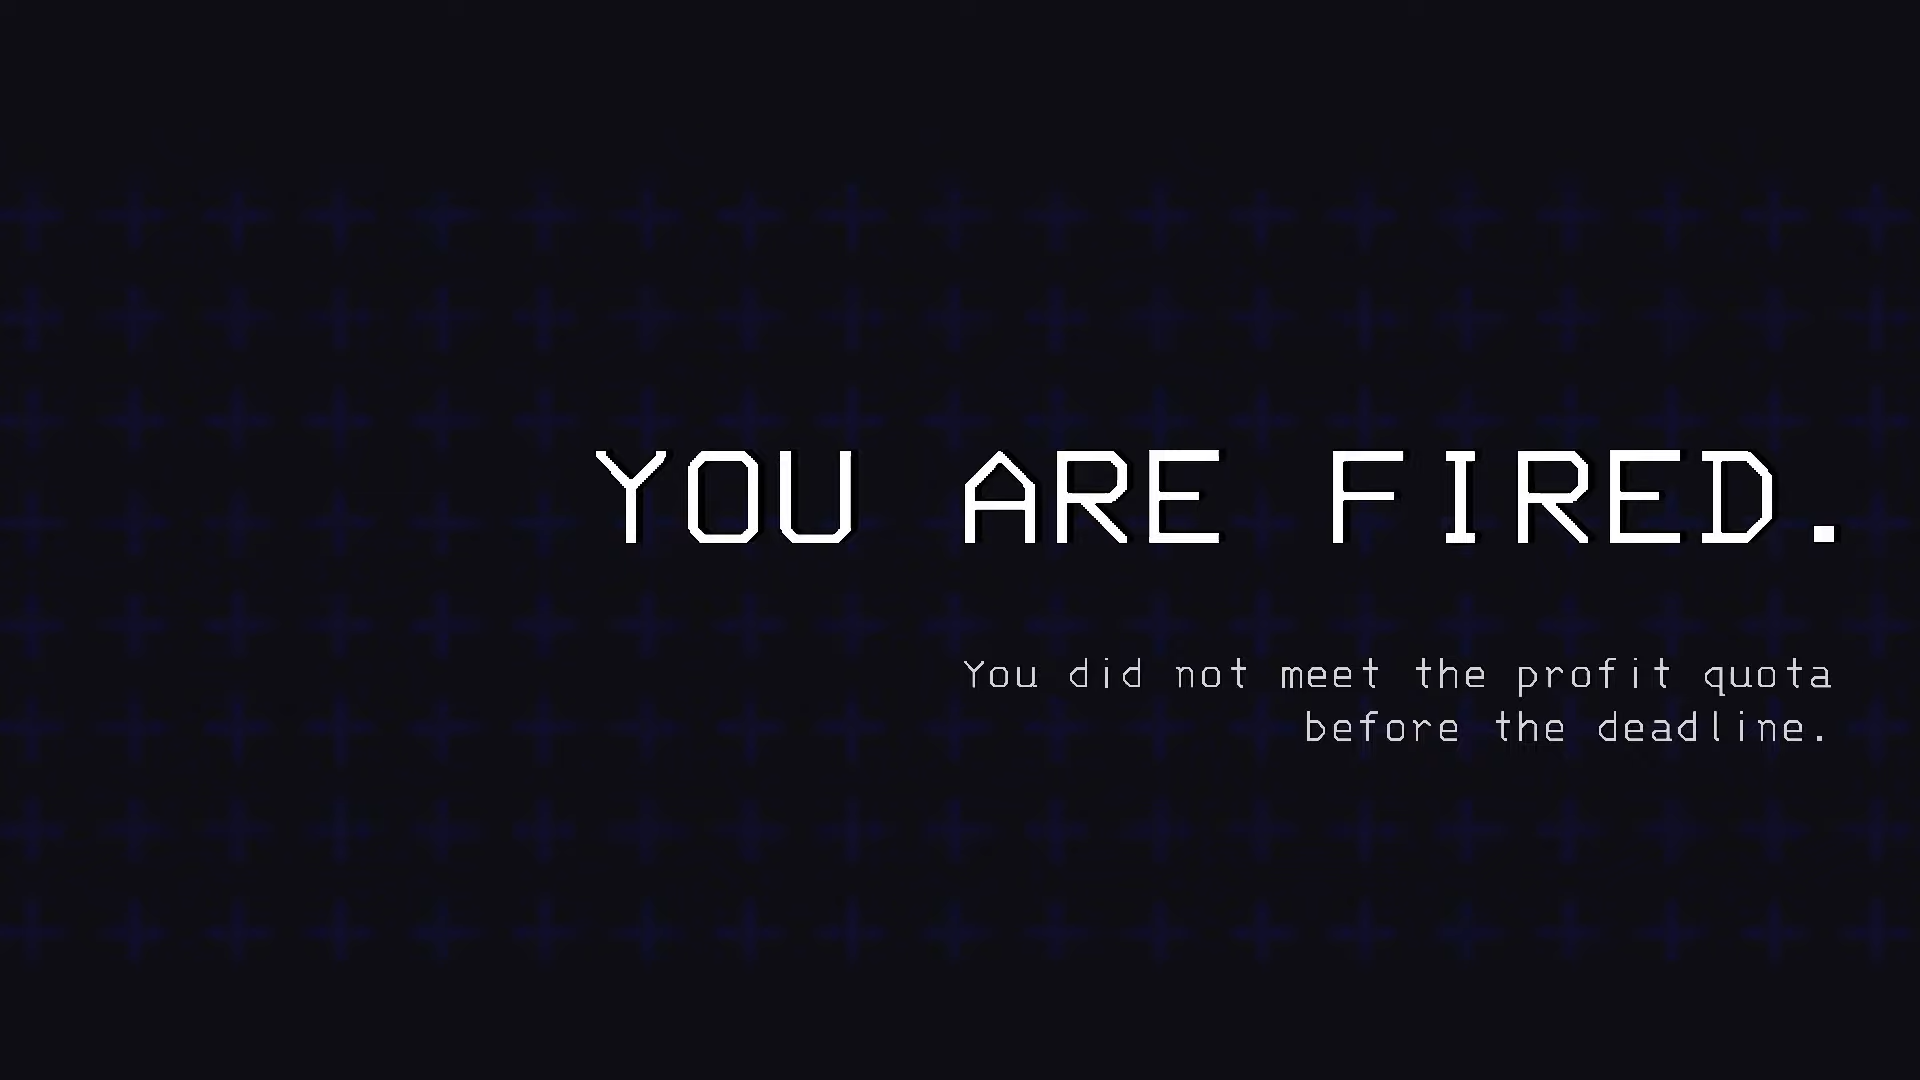 YOU ARE FIRED.
You did not meet the profit quota
before the deadline.